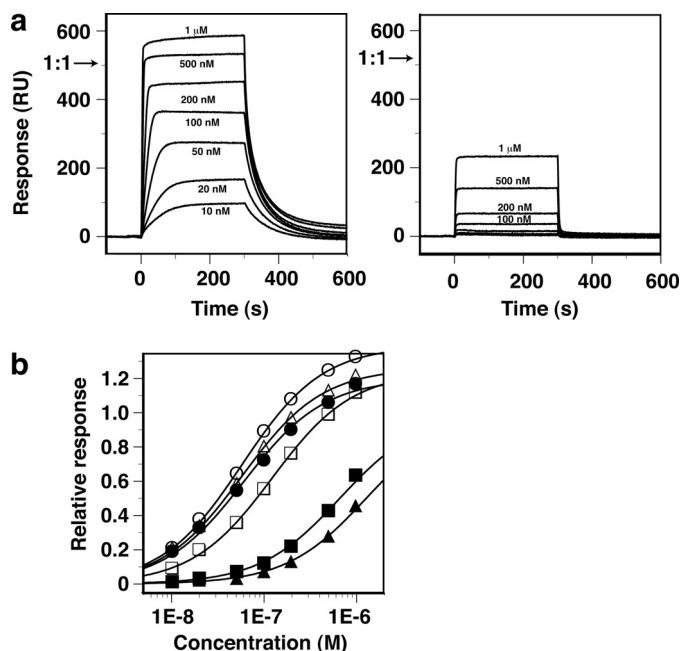 a
600
1:1
400
200
0
Response (RU)
1 μM
500 nM
200 nM
100 nM
50 nM
20 nM
10 nM
0 200 400 600
Time (s)
600
1:1
400
200
0
1 μM
500 nM
200 nM
100 nM
0 200 400 600
Time (s)
b
1.2
1.0
0.8
0.6
0.4
0.2
0
Relative response
1E-8 1E-7 1E-6
Concentration (M)